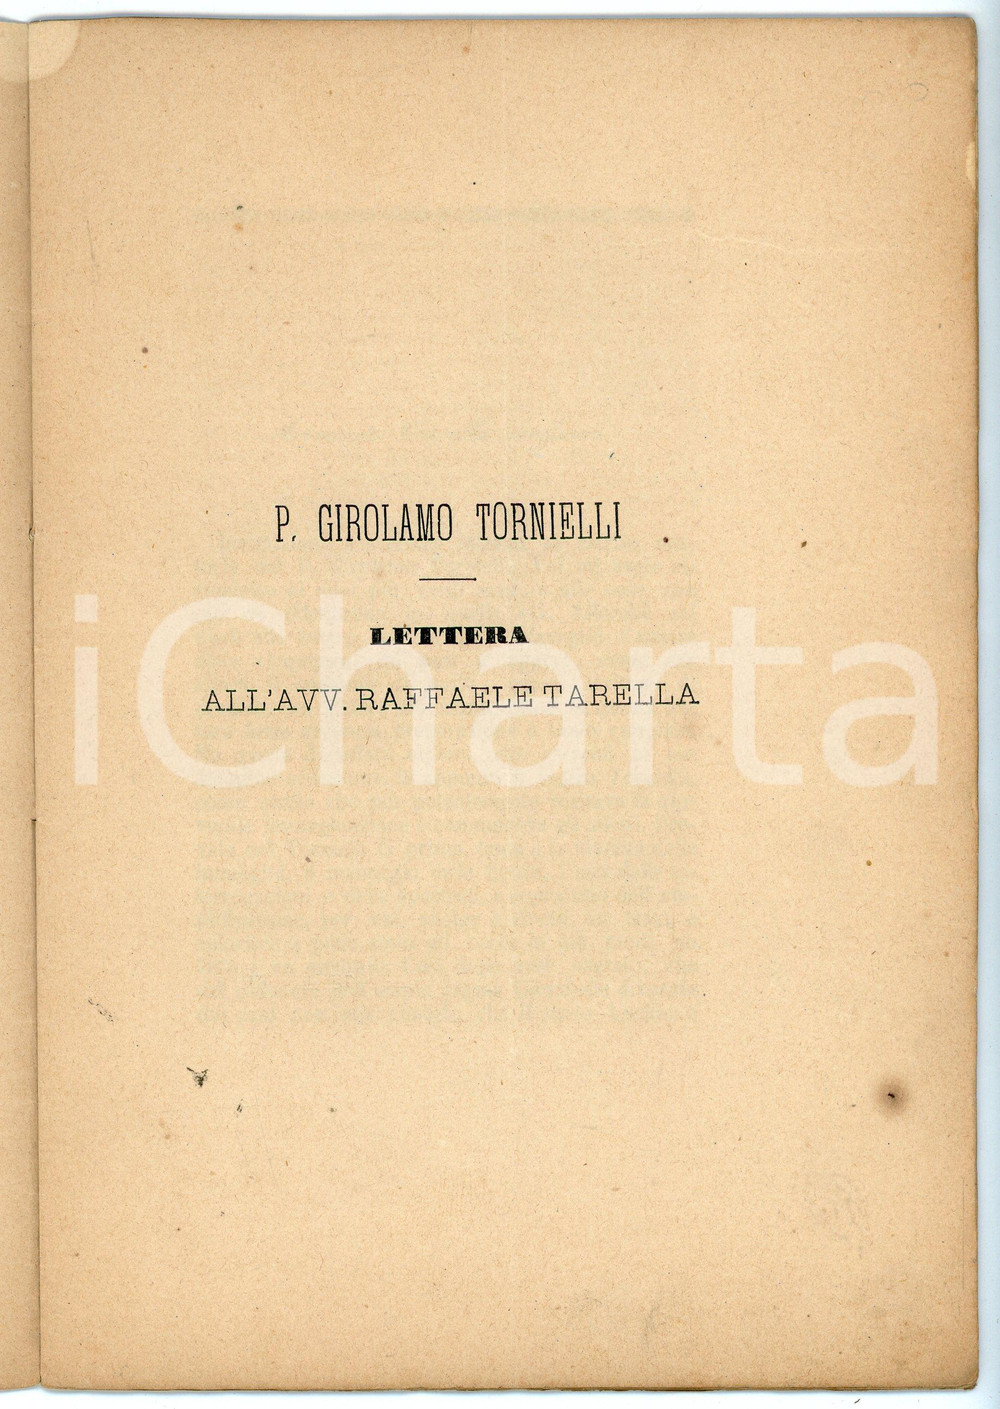 P. GIROLAMO TORNIELLI
LETTERA
ALL'AVV. RAFFAELE TARELLA
iCharta